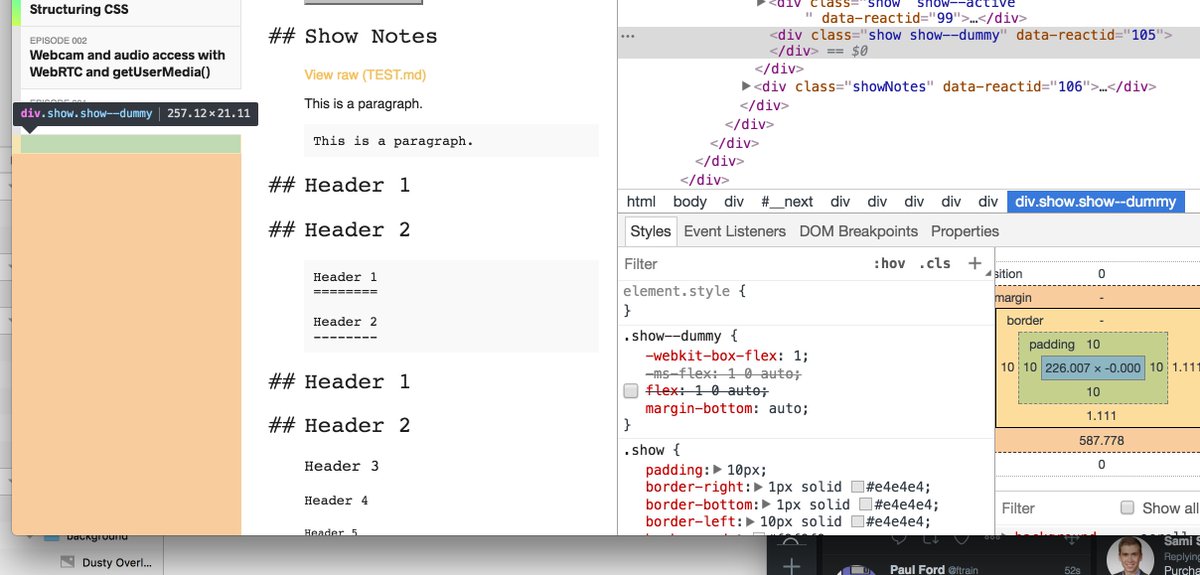 Structuring CSS
EPISODE 002
Webcam and audio access with
WebRTC and getUserMedia()
div.show.show--dummy | 257.12×21.11
## Show Notes
View raw (TEST.md)
This is a paragraph.
This is a paragraph.
## Header 1
## Header 2
Header 1
========
Header 2
--------
## Header 1
## Header 2
Header 3
Header 4
Header 5
background
Dusty Overl...
<div class="show show--active
" data-reactid="99">…</div>
<div class="show show--dummy" data-reactid="105">
</div> == $0
</div>
<div class="showNotes" data-reactid="106">…</div>
</div>
</div>
</div>
</div>
</div>
html body div #__next div div div div div div.show.show--dummy
Styles Event Listeners DOM Breakpoints Properties
Filter :hov .cls +
element.style {
}
.show--dummy {
-webkit-box-flex: 1;
-ms-flex: 1 0 auto;
flex: 1 0 auto;
margin-bottom: auto;
}
.show {
padding: 10px;
border-right: 1px solid #e4e4e4;
border-bottom: 1px solid #e4e4e4;
border-left: 10px solid #e4e4e4;
sition 0
margin -
border -
padding 10
10 10 226.007 × -0.000 10 1.111
10
1.111
587.778
0
Filter Show all
Paul Ford @ftrain 52s
Sami S
Replying
Purcha